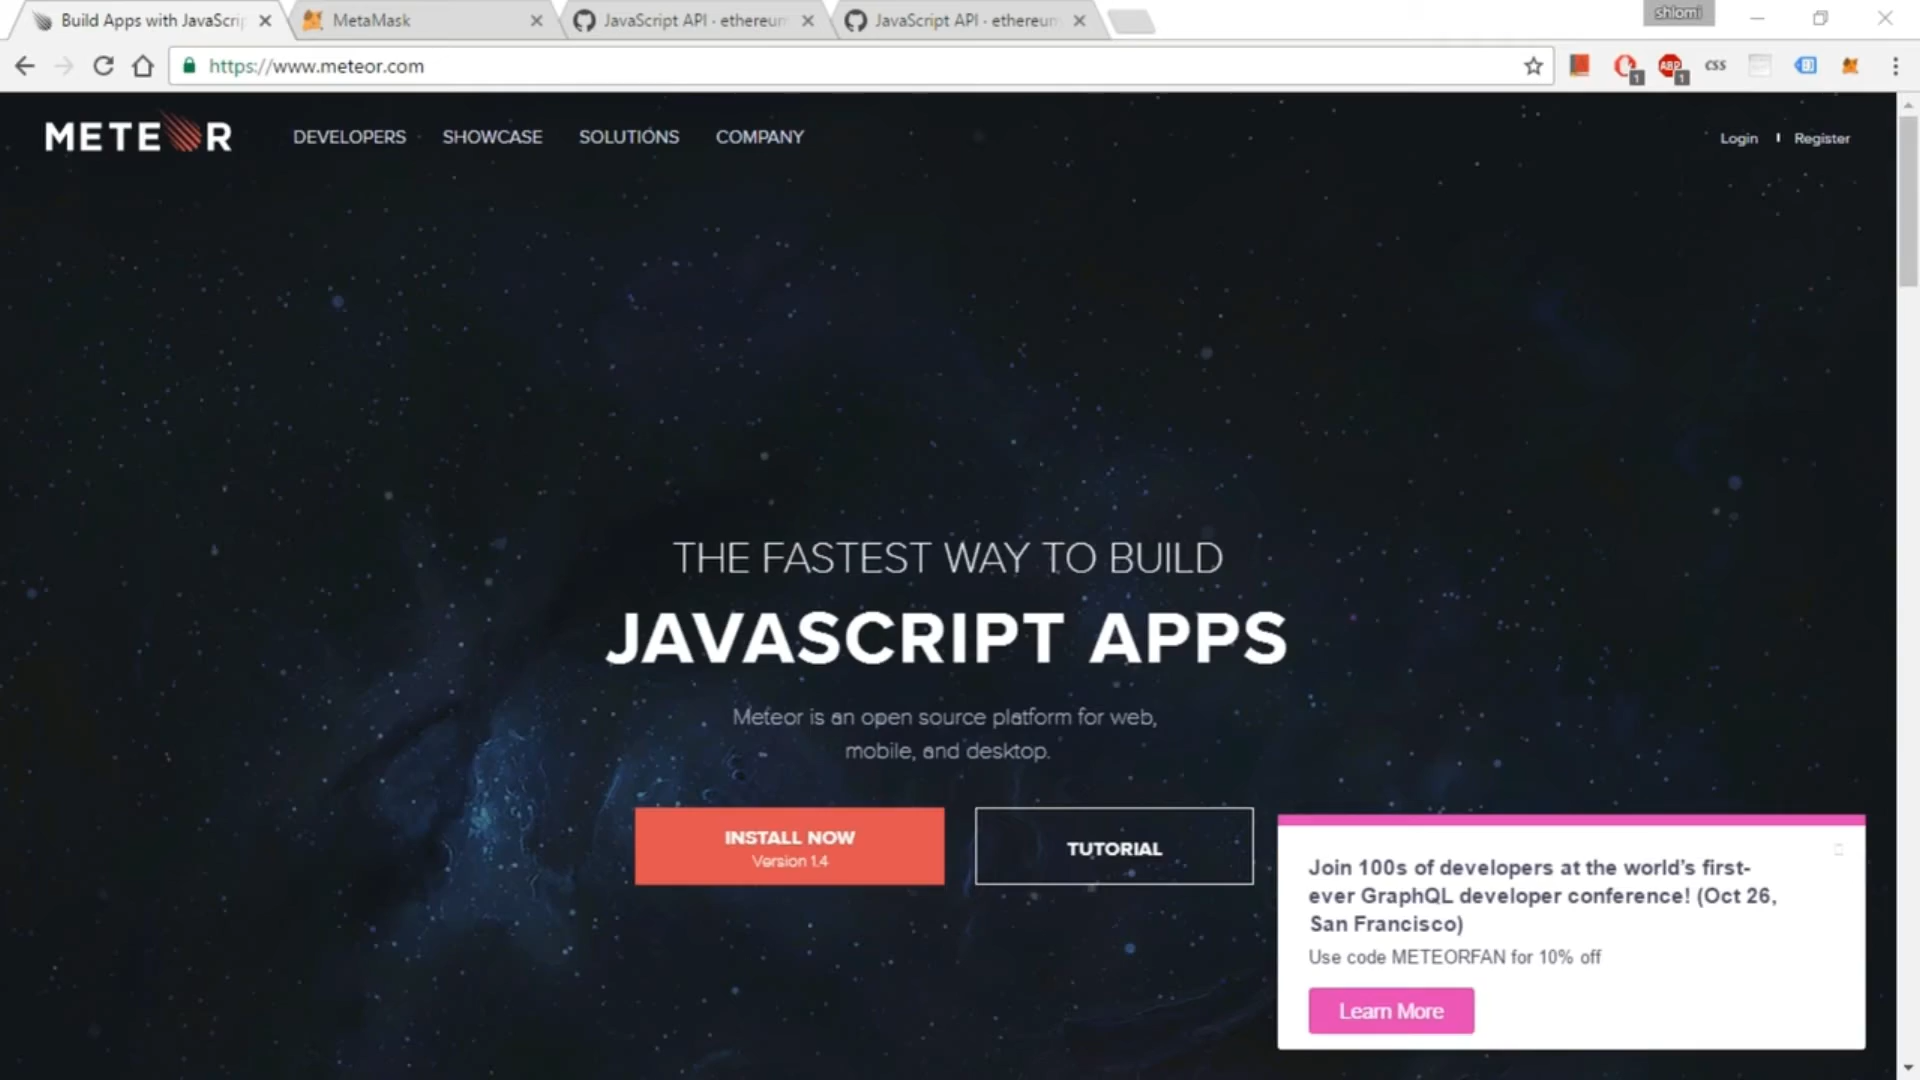 Build Apps with JavaScrip
MetaMask
JavaScript API · ethereum
JavaScript API · ethereum
shlomi
https://www.meteor.com
1
ABP
1
CSS
METEOR
DEVELOPERS
SHOWCASE
SOLUTIONS
COMPANY
Login
Register
THE FASTEST WAY TO BUILD
JAVASCRIPT APPS
Meteor is an open source platform for web,
mobile, and desktop.
INSTALL NOW
Version 1.4
TUTORIAL
Join 100s of developers at the world's first-
ever GraphQL developer conference! (Oct 26,
San Francisco)
Use code METEORFAN for 10% off
Learn More